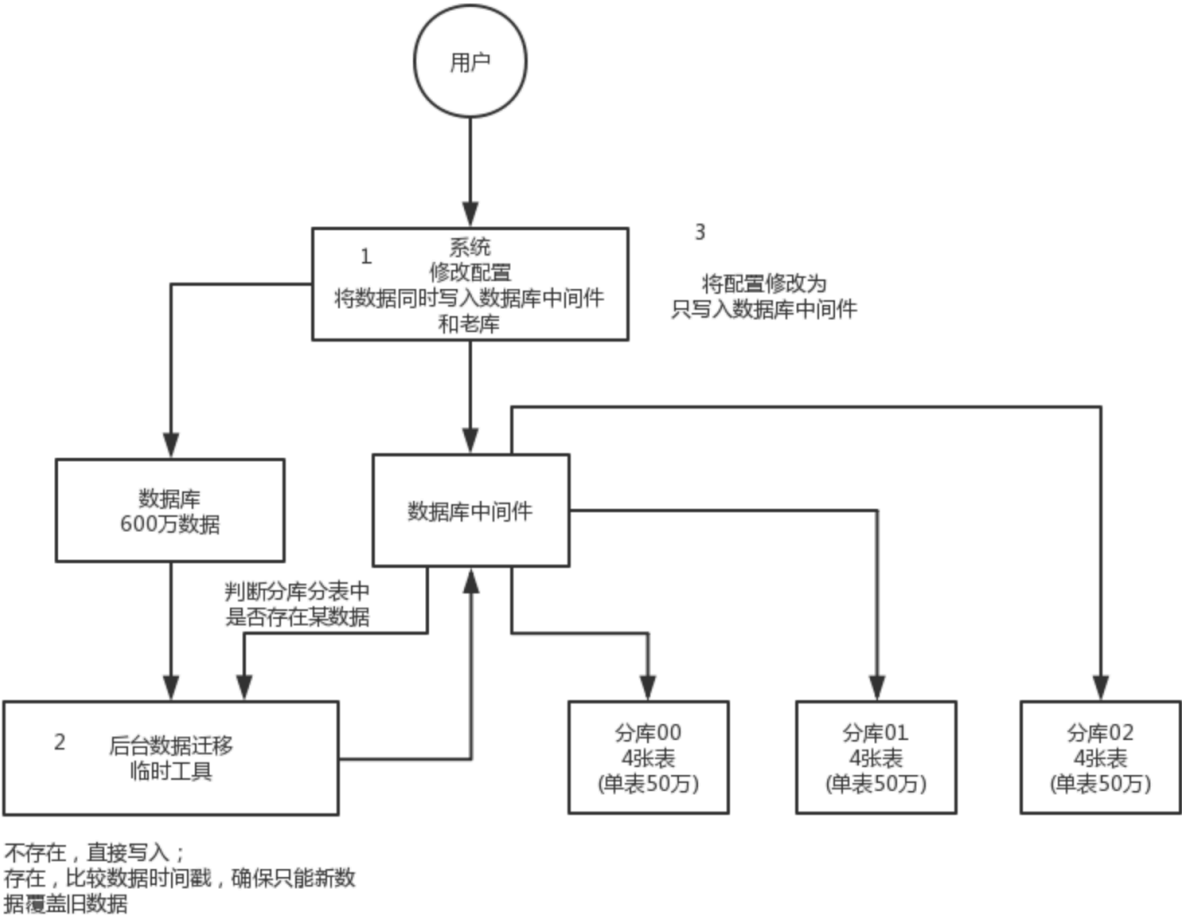 用户
1
系统
修改配置
将数据同时写入数据库中间件
和老库
3
将配置修改为
只写入数据库中间件
数据库
600万数据
数据库中间件
判断分库分表中
是否存在某数据
2
后台数据迁移
临时工具
分库00
4张表
(单表50万)
分库01
4张表
(单表50万)
分库02
4张表
(单表50万)
不存在，直接写入；
存在，比较数据时间戳，确保只能新数
据覆盖旧数据